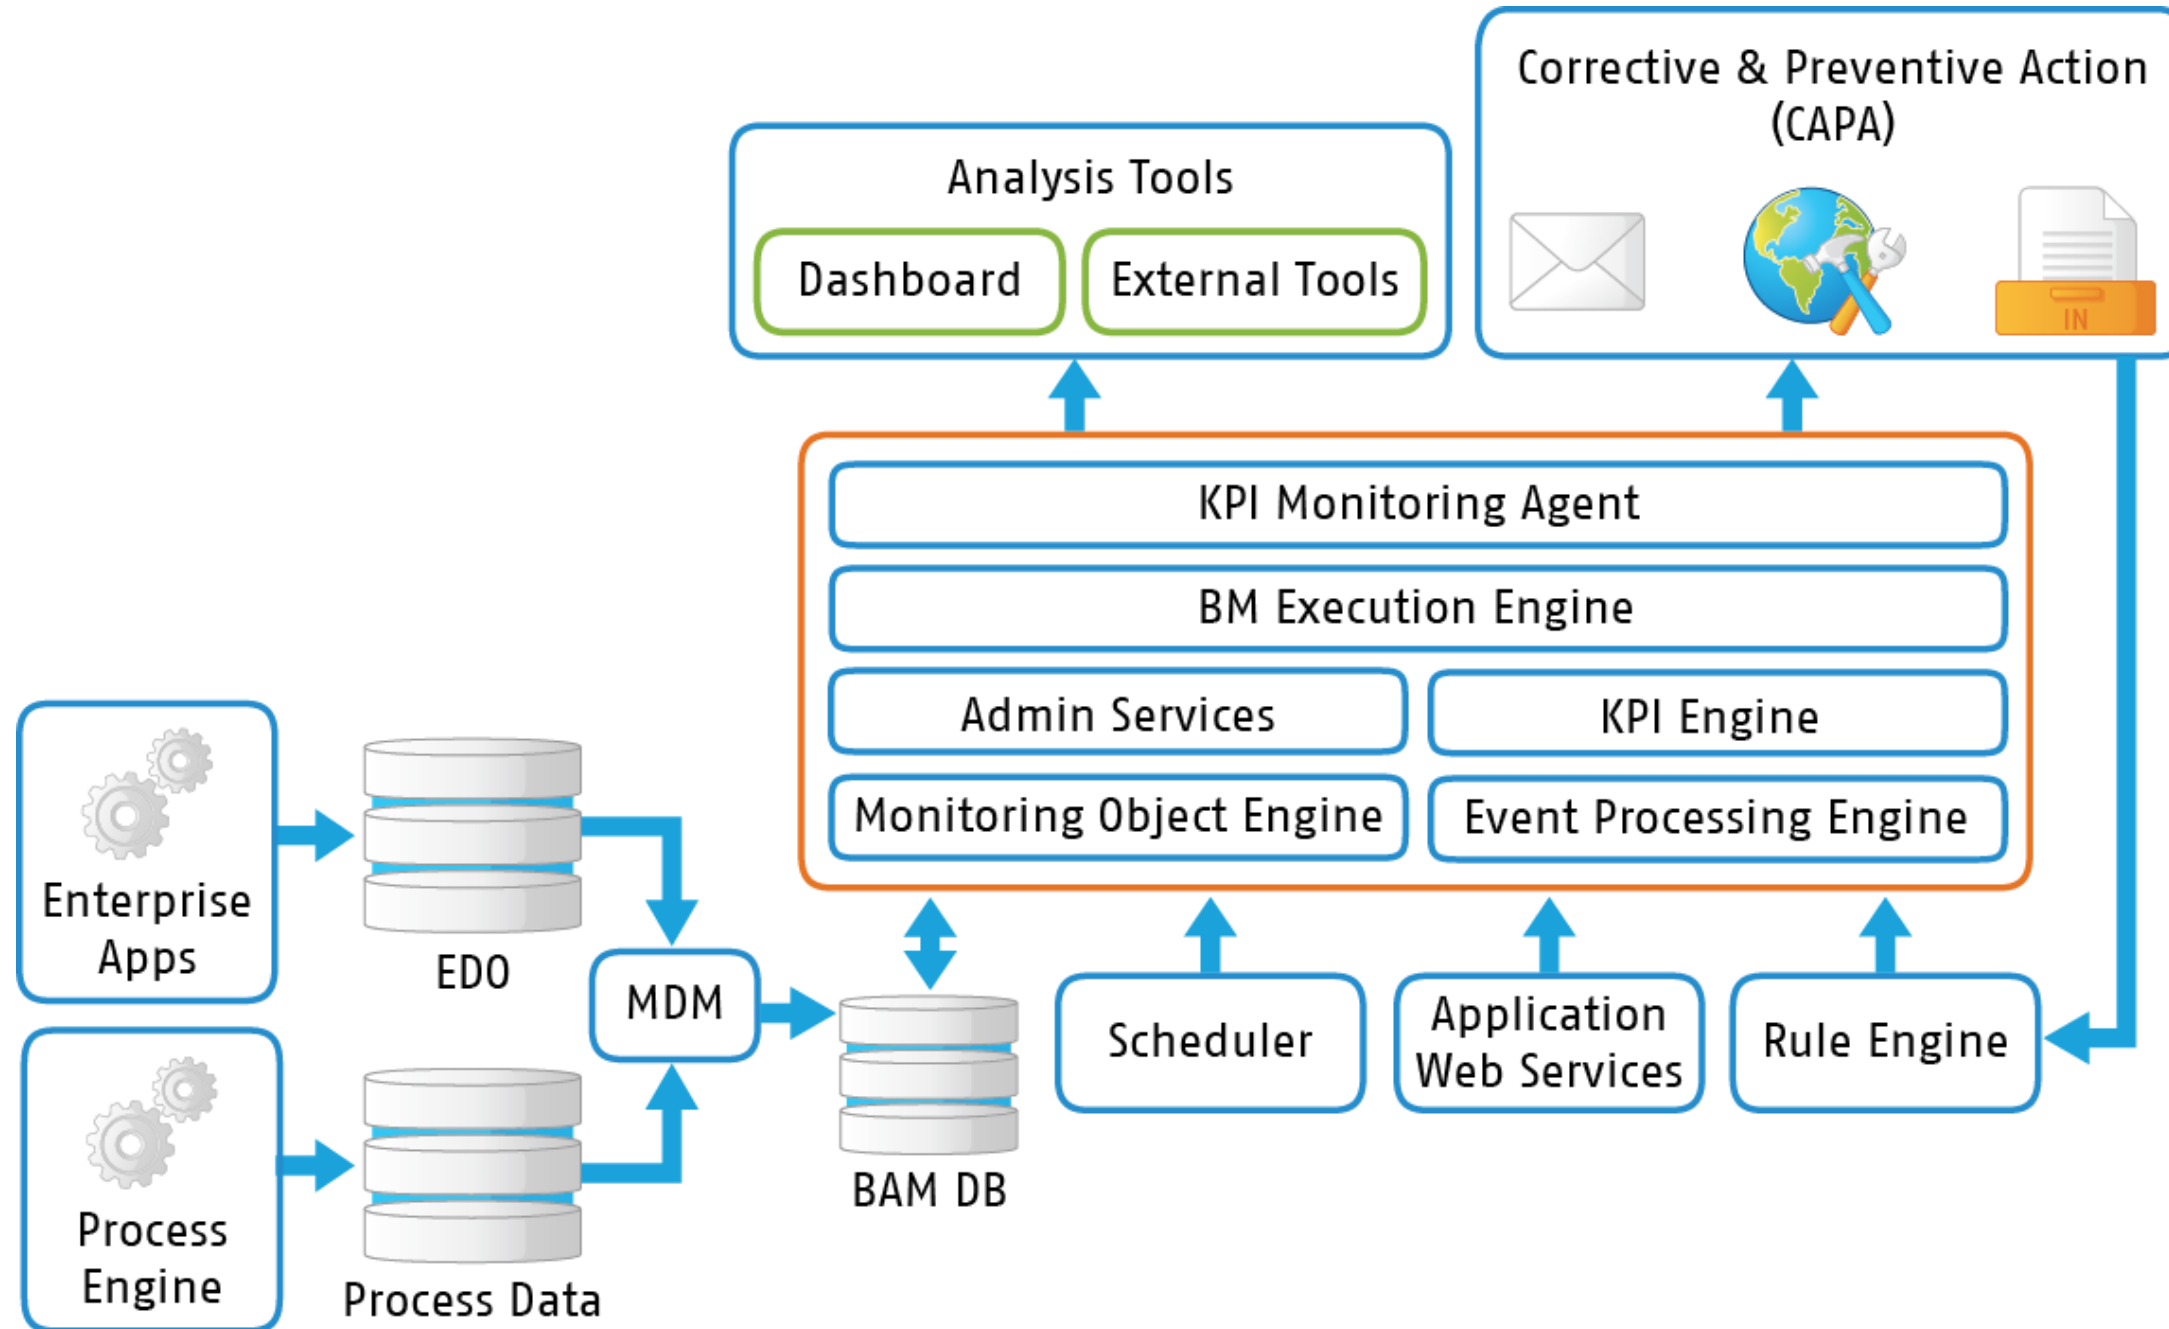 Corrective & Preventive Action
(CAPA)
IN
Analysis Tools
Dashboard
External Tools
KPI Monitoring Agent
BM Execution Engine
Admin Services
KPI Engine
Monitoring Object Engine
Event Processing Engine
Enterprise
Apps
EDO
MDM
Process
Engine
Process Data
BAM DB
Scheduler
Application
Web Services
Rule Engine